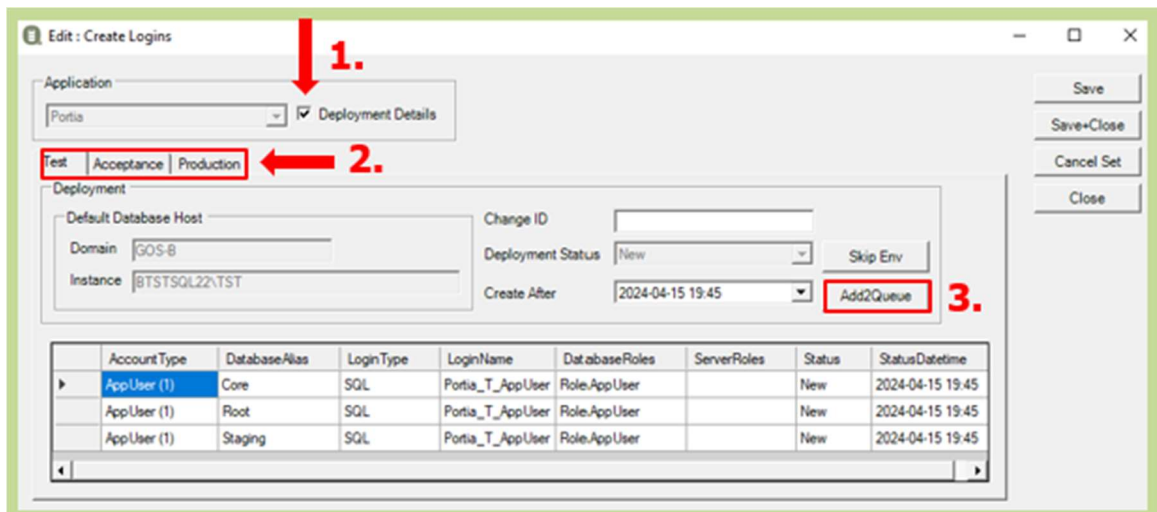 Edit : Create Logins
1.
Application
Portia
Deployment Details
Save
Save+Close
Cancel Set
Close
Test Acceptance Production
2.
Deployment
Default Database Host
Domain GOS-B
Instance BTSTSQL22\TST
Change ID
Deployment Status New Skip Env
Create After 2024-04-15 19:45 Add2Queue
3.
AccountType DatabaseAlias LoginType LoginName DatabaseRoles ServerRoles Status StatusDatetime
AppUser (1) Core SQL Portia_T_AppUser Role.AppUser New 2024-04-15 19:45
AppUser (1) Root SQL Portia_T_AppUser Role.AppUser New 2024-04-15 19:45
AppUser (1) Staging SQL Portia_T_AppUser Role.AppUser New 2024-04-15 19:45